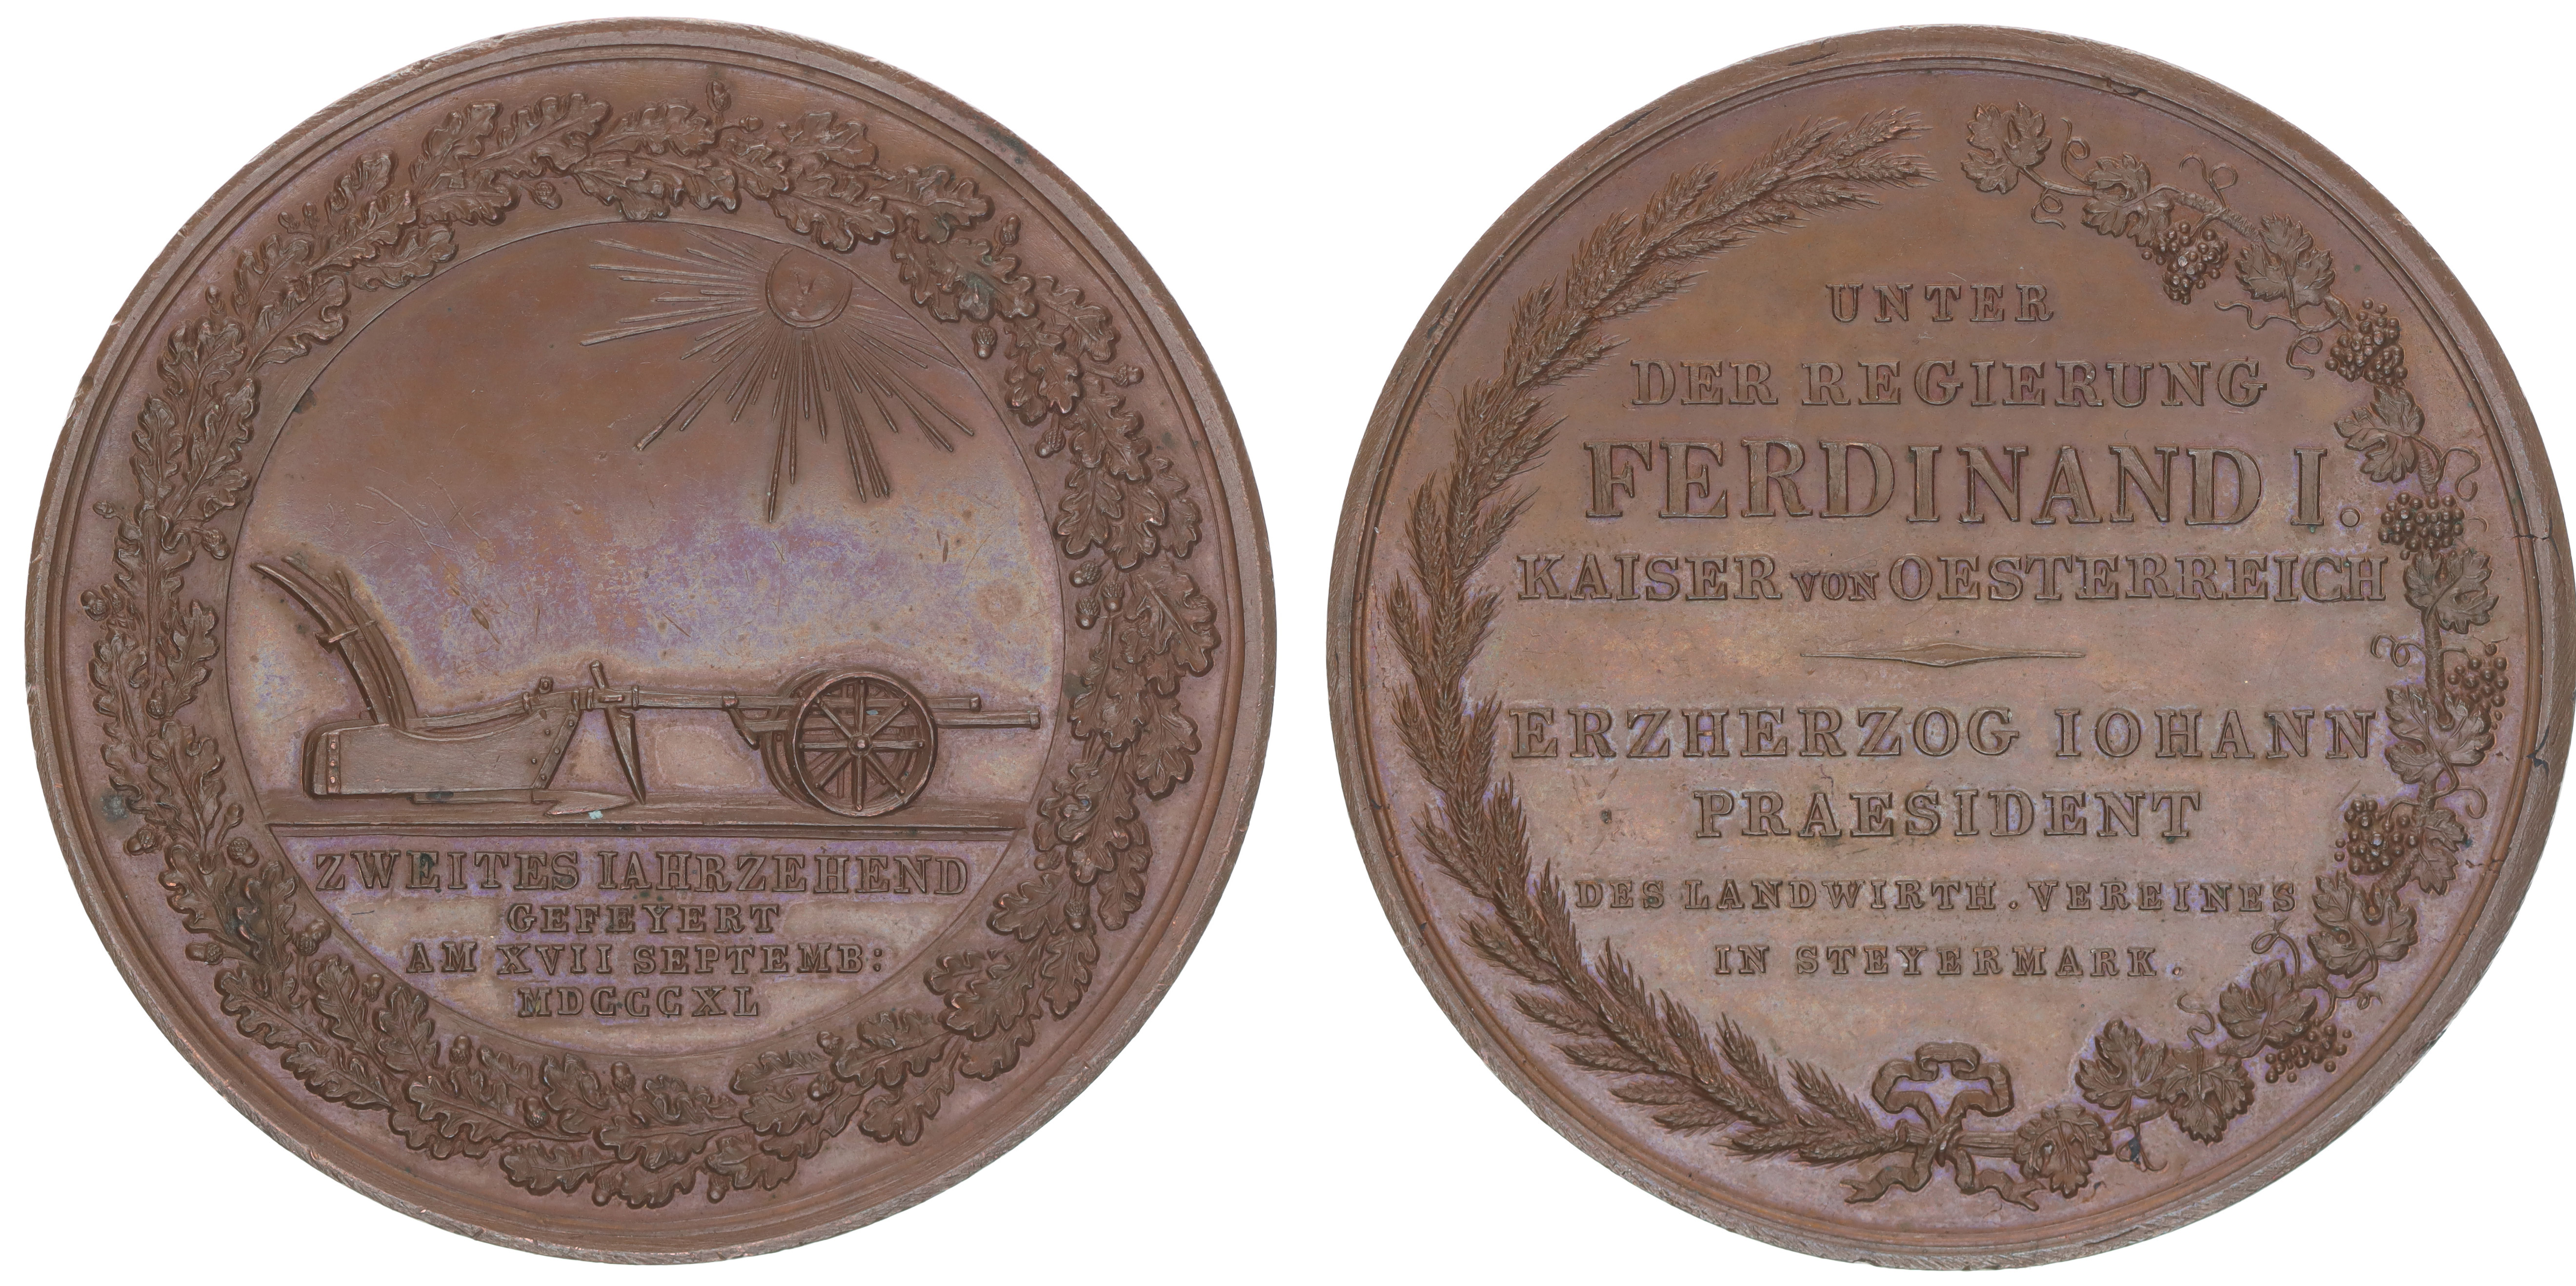 ZWEITES IAHRZEHEND
GEFEYERT
AM XVII SEPTEMB:
MDCCCXL
UNTER
DER REGIERUNG
FERDINAND I.
KAISER VON OESTERREICH
ERZHERZOG IOHANN
PRAESIDENT
DES LANDWIRTH. VEREINES
IN STEYERMARK.